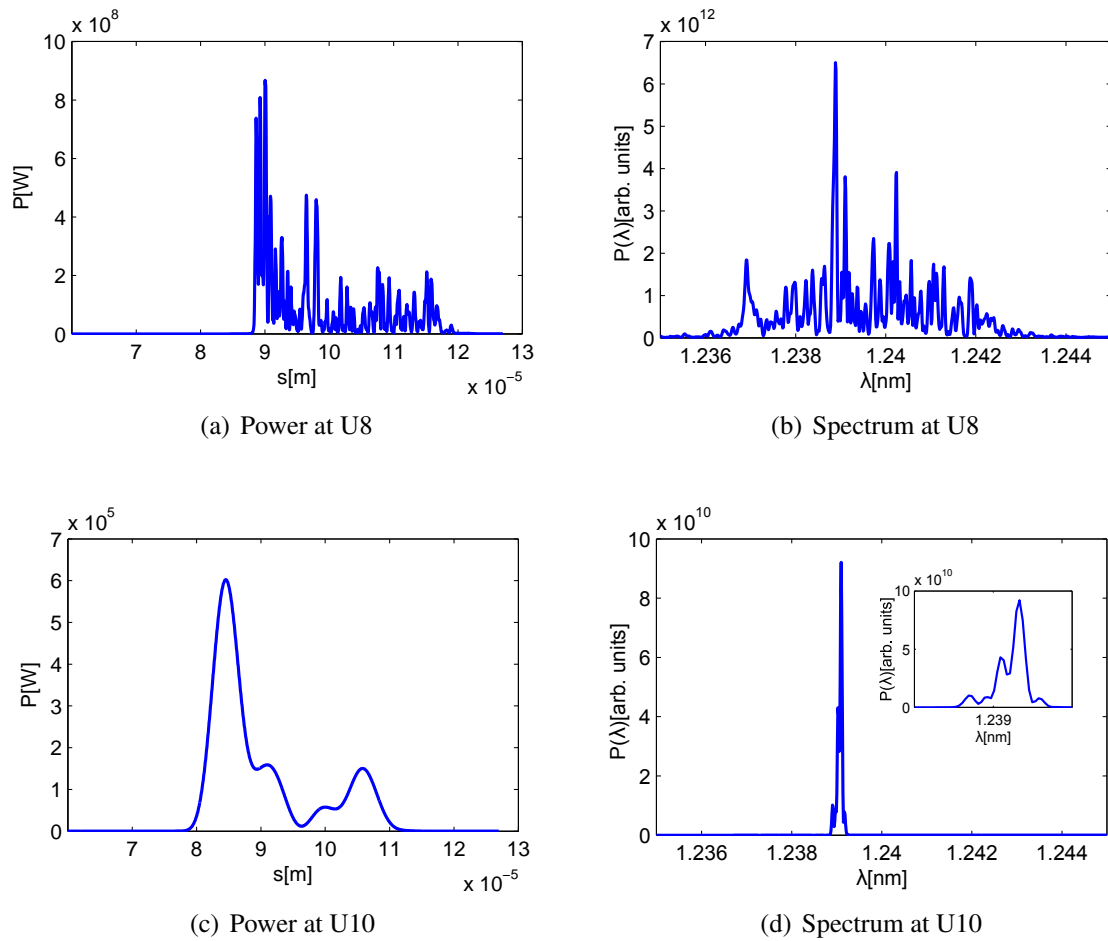 x 10^8
10
8
6
4
2
0
P[W]
7 8 9 10 11 12 13
s[m]
x 10^-5
(a) Power at U8
x 10^12
7
6
5
4
3
2
1
0
P(λ)[arb. units]
1.236 1.238 1.24 1.242 1.244
λ[nm]
(b) Spectrum at U8
x 10^5
7
6
5
4
3
2
1
0
P[W]
7 8 9 10 11 12 13
s[m]
x 10^-5
(c) Power at U10
x 10^10
10
9
8
7
6
5
4
3
2
1
0
P(λ)[arb. units]
1.236 1.238 1.24 1.242 1.244
λ[nm]
x 10^10
10
5
0
P(λ)[arb. units]
1.239
λ[nm]
(d) Spectrum at U10